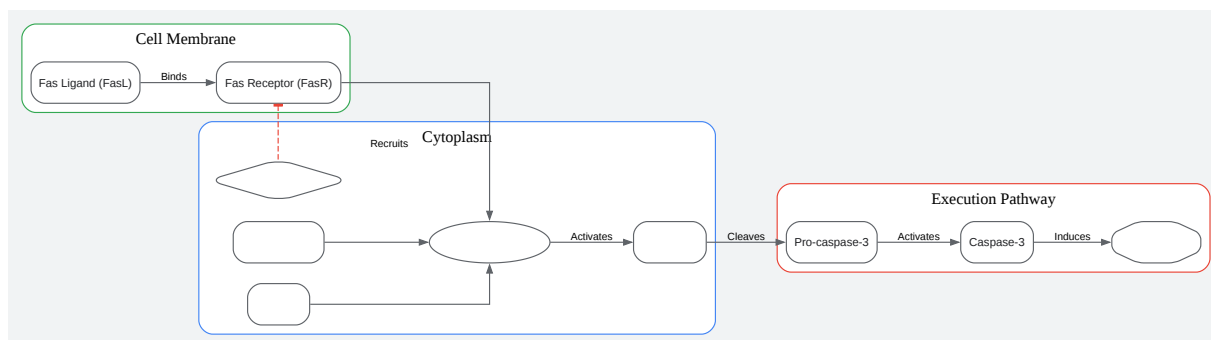 Cell Membrane
Fas Ligand (FasL)
Binds
Fas Receptor (FasR)
Recruits
Cytoplasm
Activates
Cleaves
Execution Pathway
Pro-caspase-3
Activates
Caspase-3
Induces